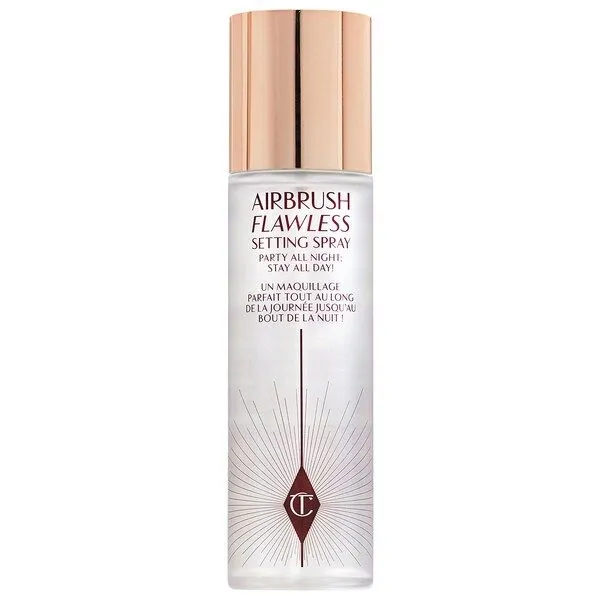 AIRBRUSH
FLAWLESS
SETTING SPRAY
PARTY ALL NIGHT;
STAY ALL DAY!
UN MAQUILLAGE
PARFAIT TOUT AU LONG
DE LA JOURNÉE JUSQU'AU
BOUT DE LA NUIT !
CT